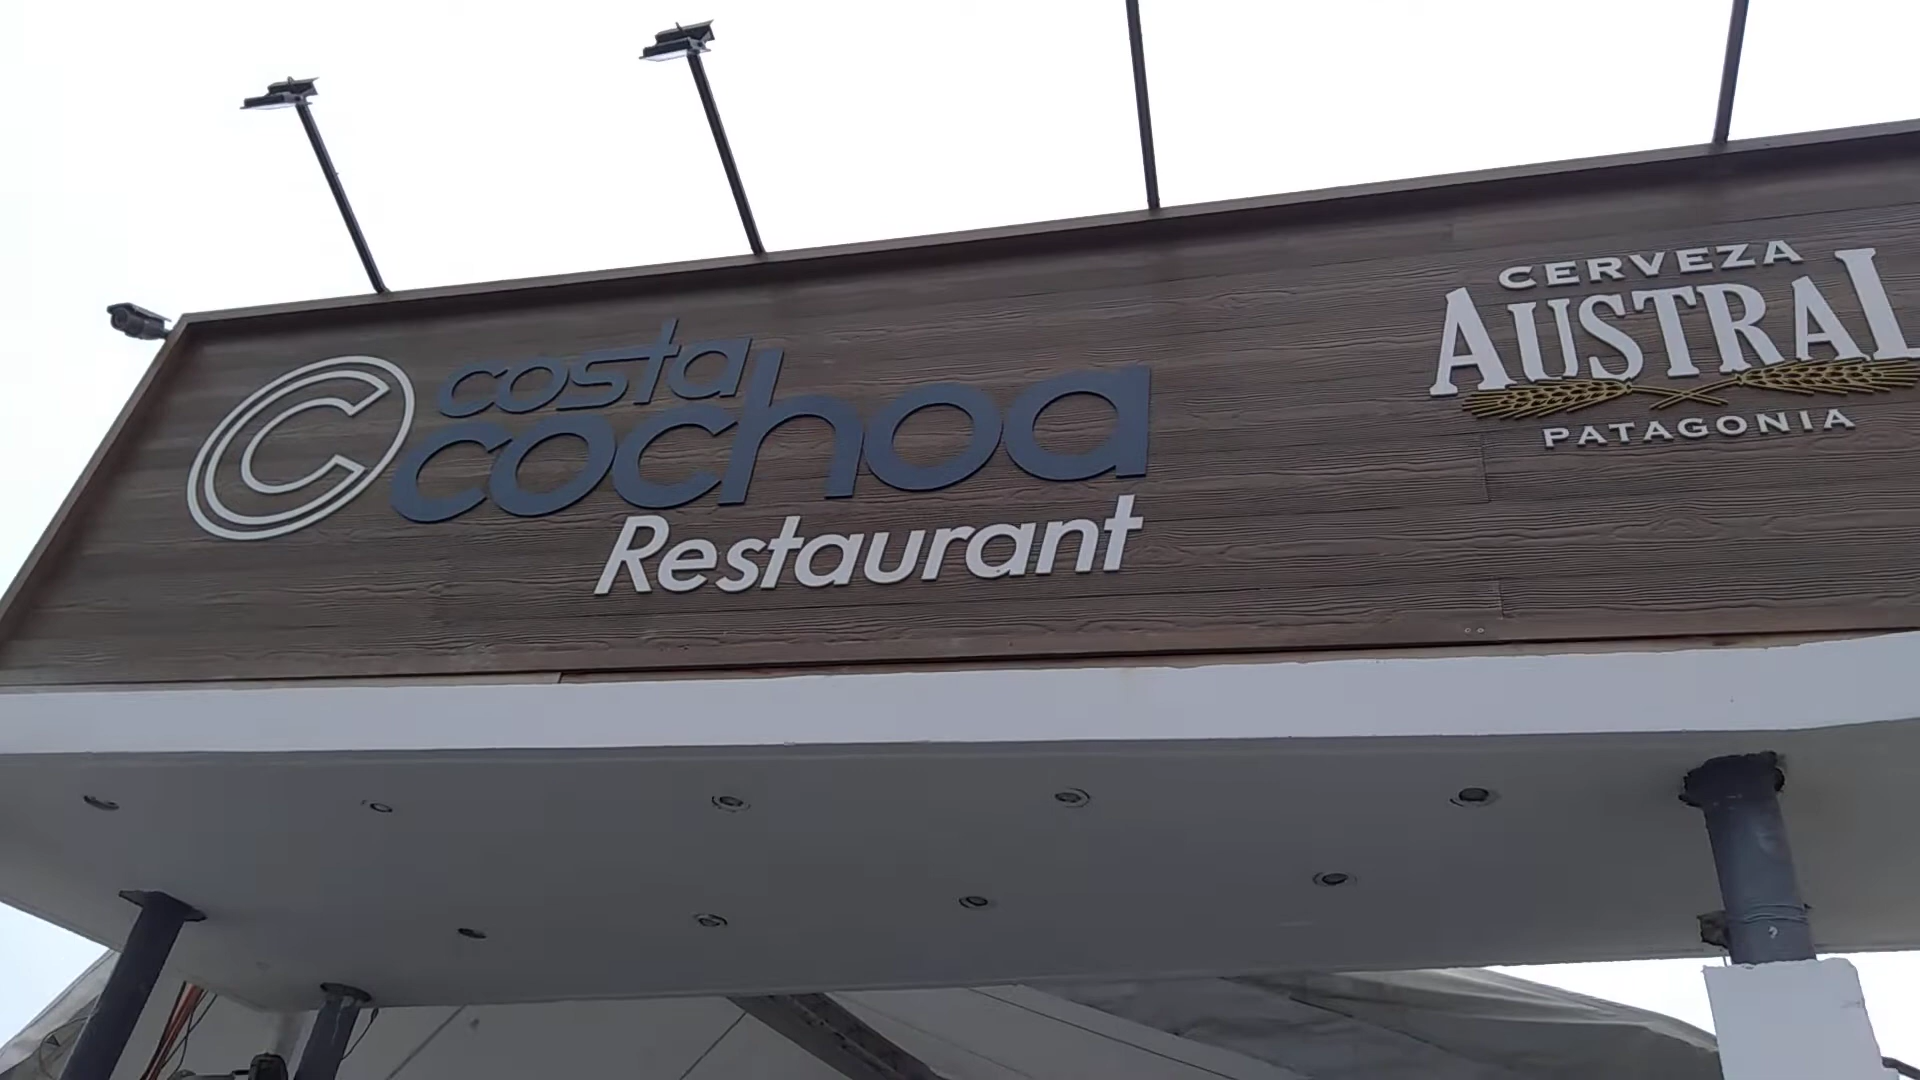 C
costa
cochoa
Restaurant
CERVEZA
AUSTRAL
PATAGONIA